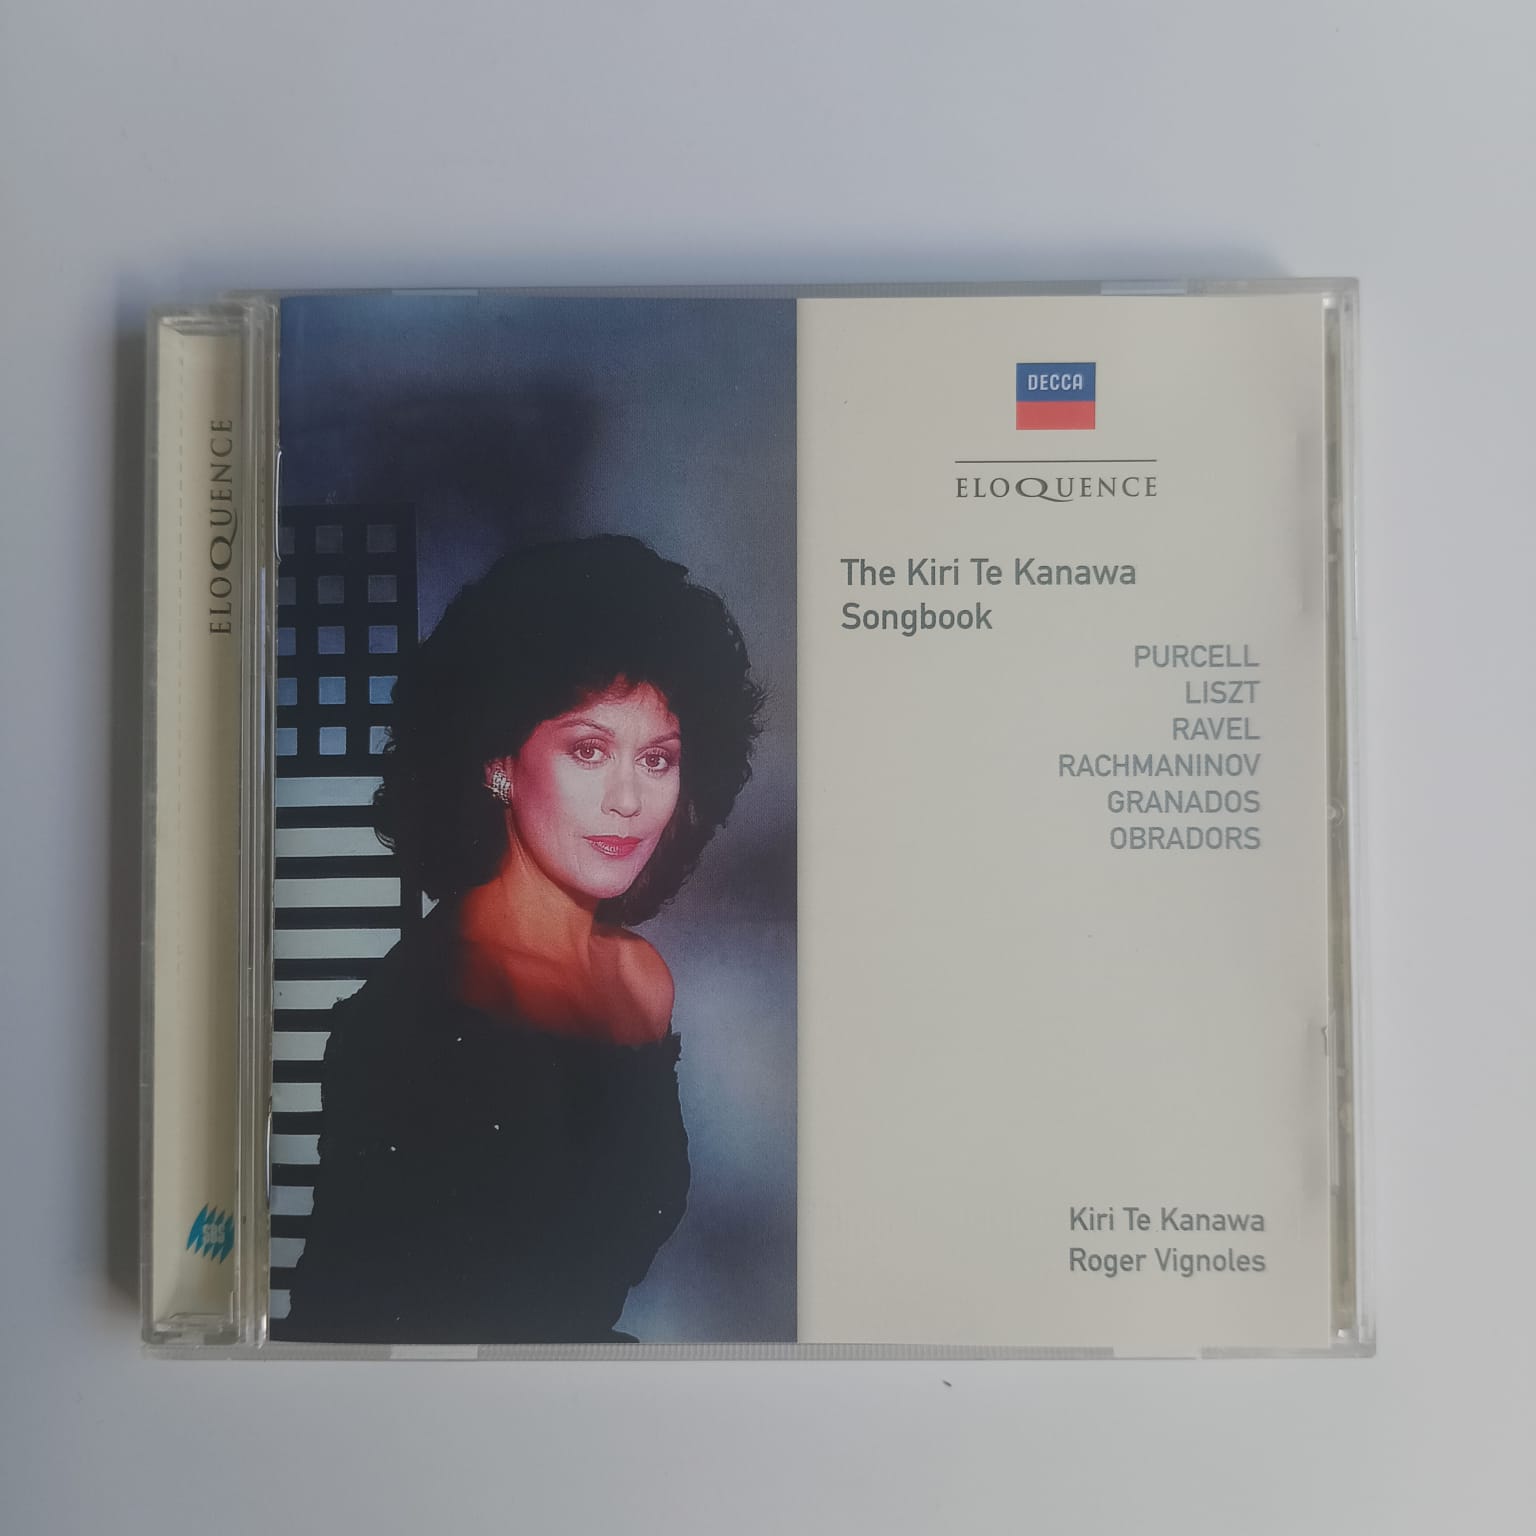 ELOQUENCE
SBS
DECCA
ELOQUENCE
The Kiri Te Kanawa
Songbook
PURCELL
LISZT
RAVEL
RACHMANINOV
GRANADOS
OBRADORS
Kiri Te Kanawa
Roger Vignoles